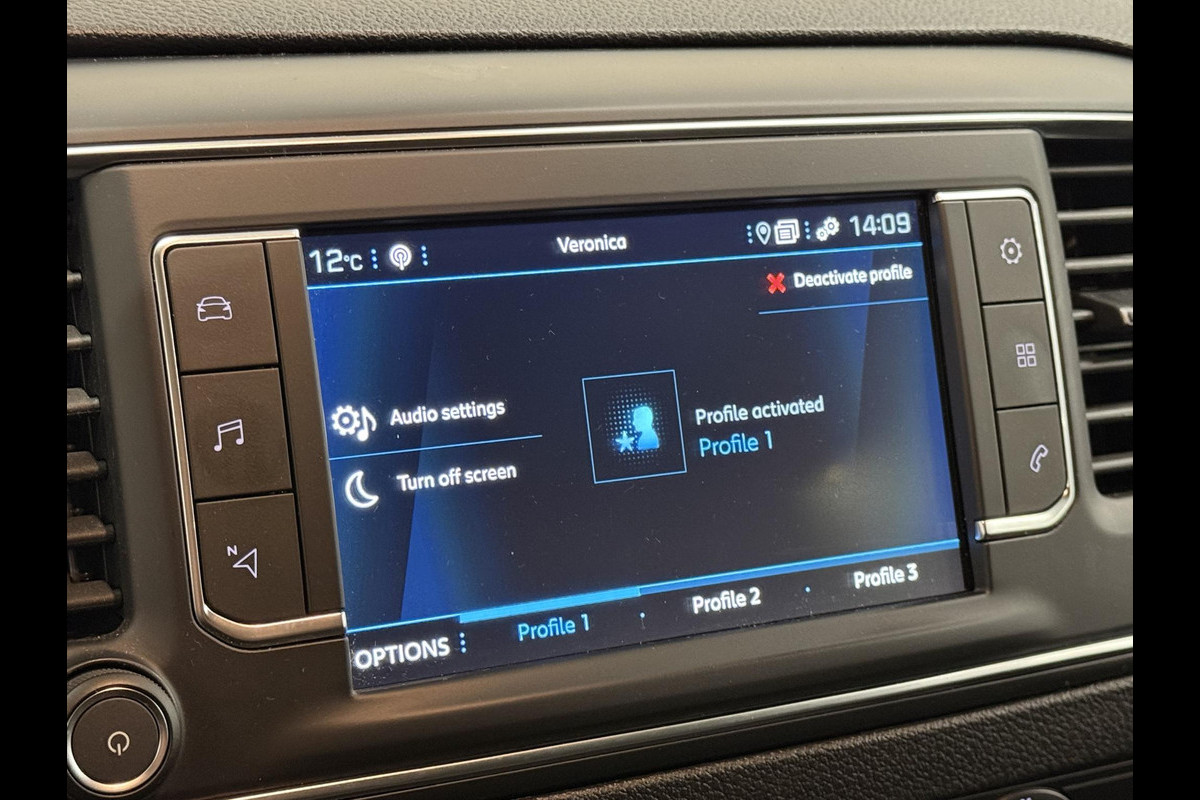 12°C
Veronica
14:09
Deactivate profile
Audio settings
Profile activated
Profile 1
Turn off screen
N
OPTIONS
Profile 1
Profile 2
Profile 3